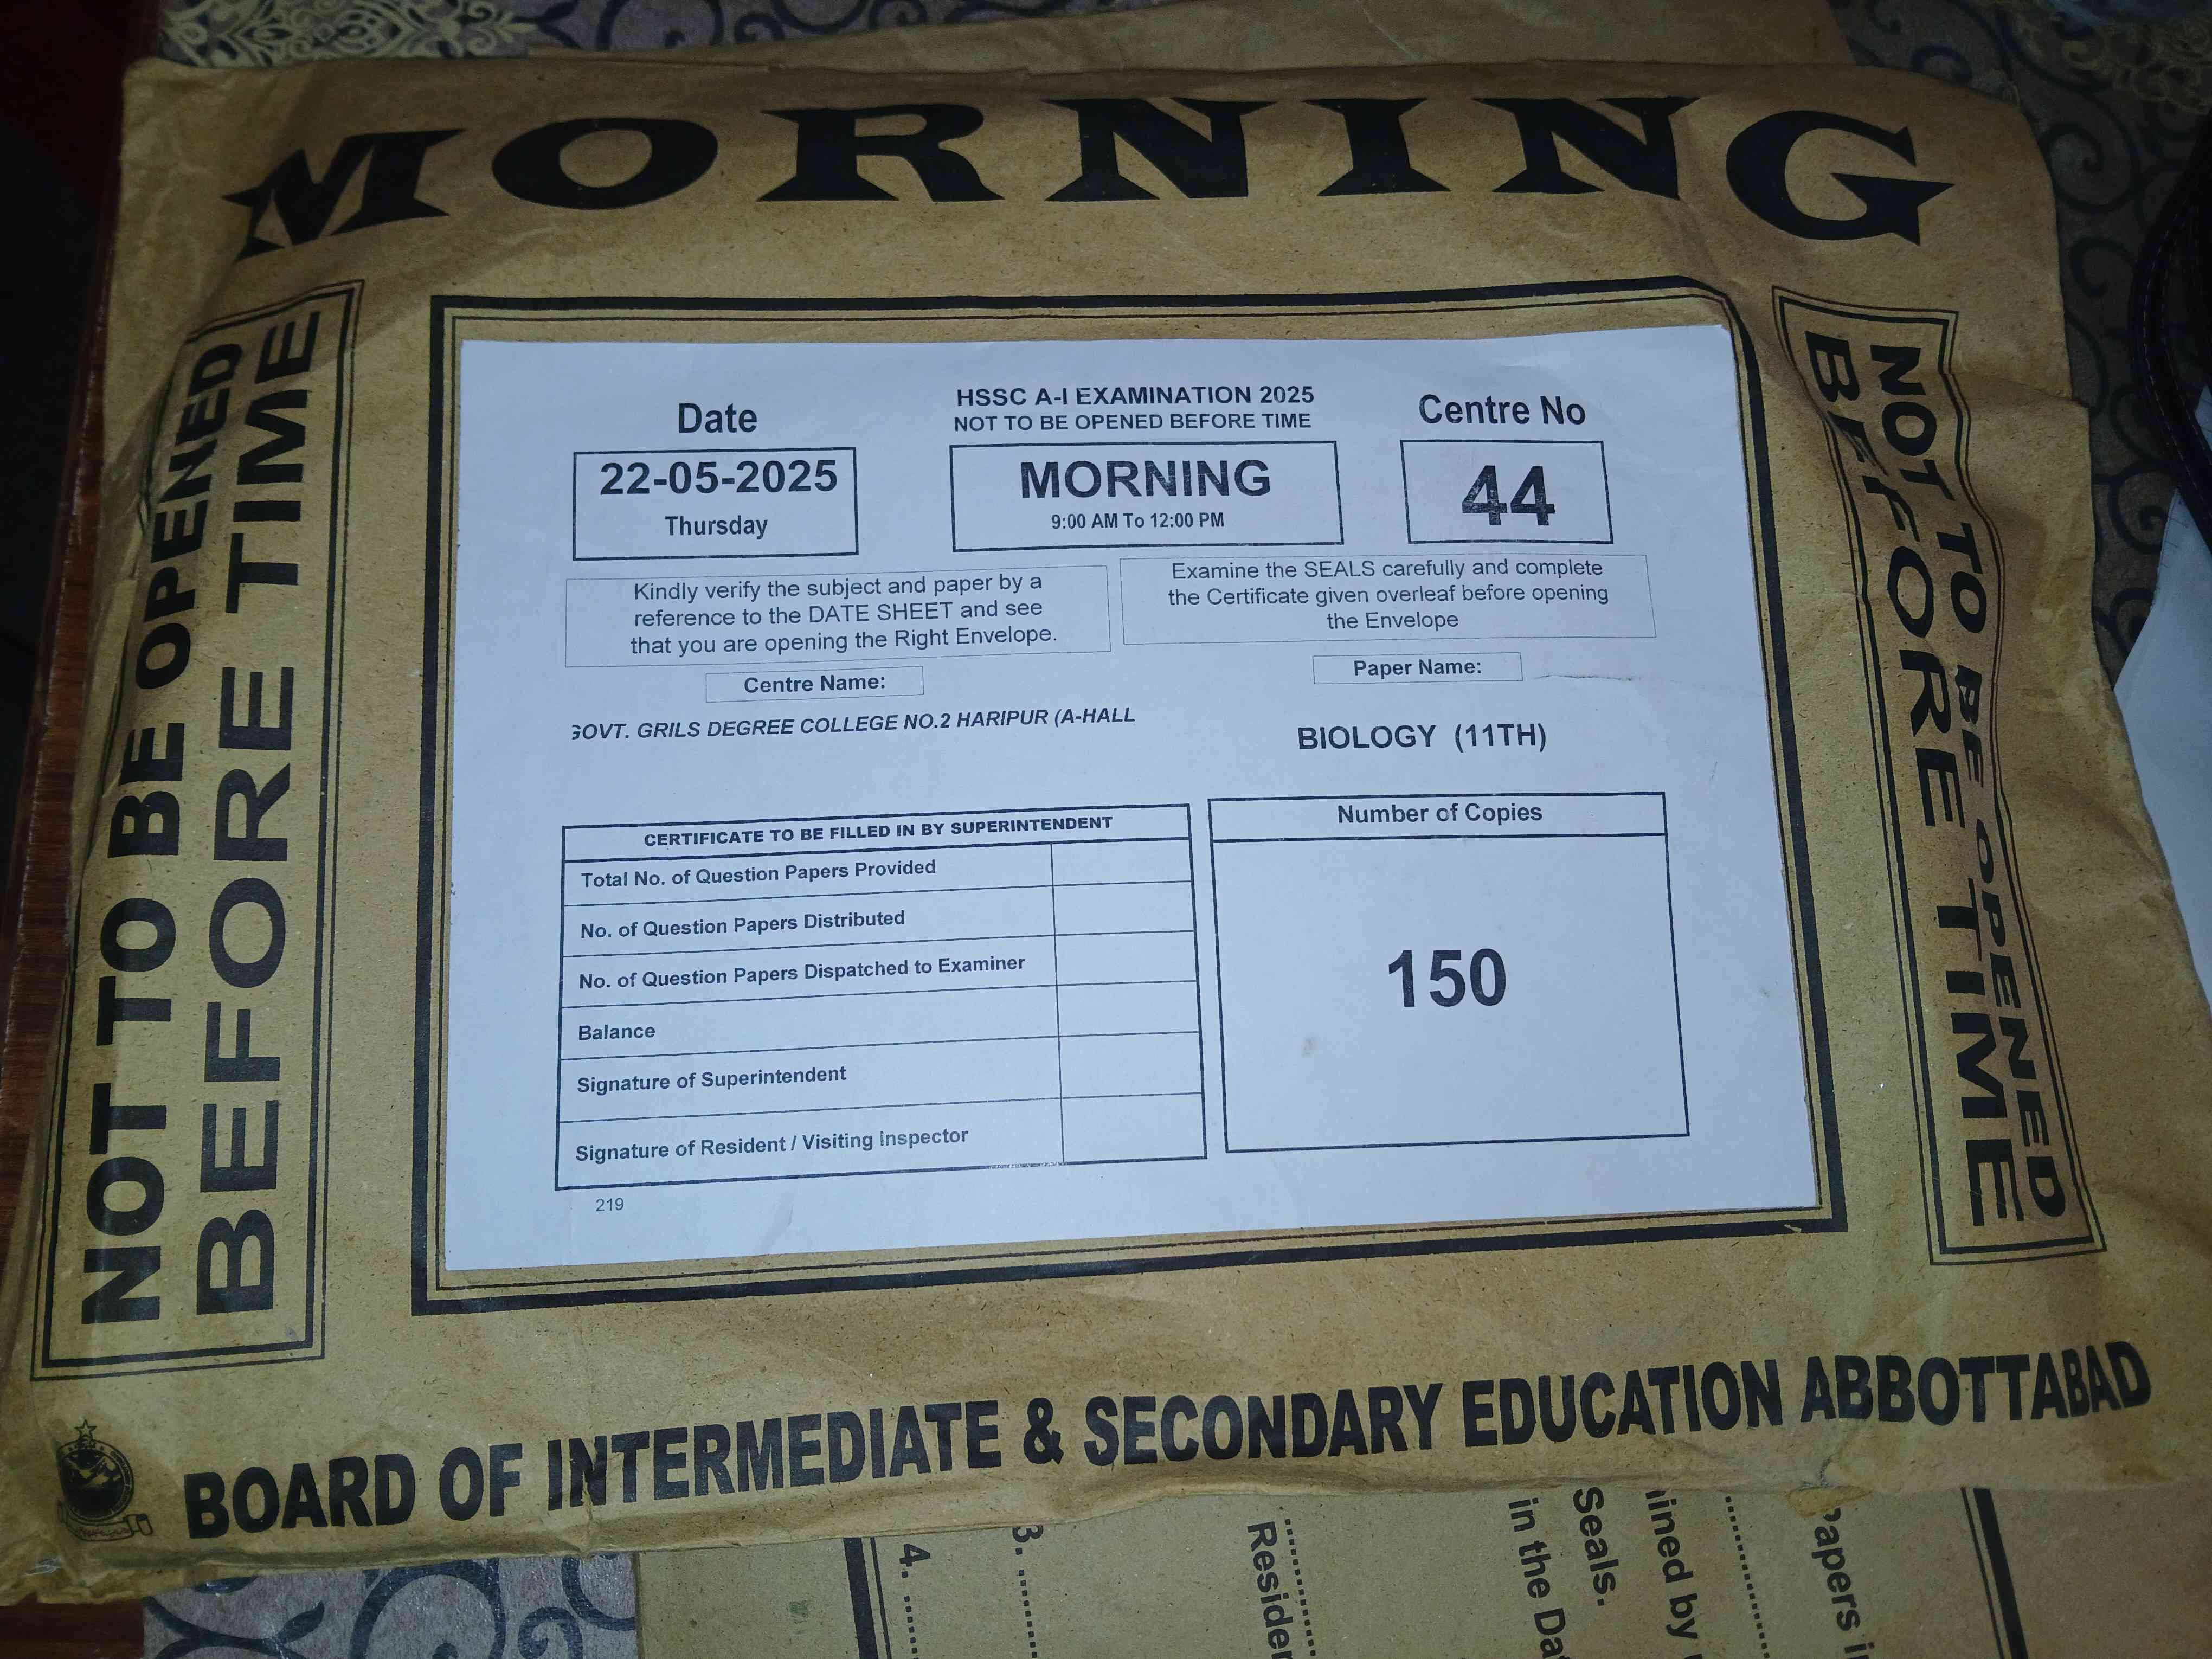 MORNING
NOT TO BE OPENED
BEFORE TIME
NOT TO BE OPENED
BEFORE TIME
HSSC A-I EXAMINATION 2025
NOT TO BE OPENED BEFORE TIME
Date
22-05-2025
Thursday
MORNING
9:00 AM To 12:00 PM
Centre No
44
Kindly verify the subject and paper by a
reference to the DATE SHEET and see
that you are opening the Right Envelope.
Examine the SEALS carefully and complete
the Certificate given overleaf before opening
the Envelope
Centre Name:
GOVT. GRILS DEGREE COLLEGE NO.2 HARIPUR (A-HALL
Paper Name:
BIOLOGY (11TH)
CERTIFICATE TO BE FILLED IN BY SUPERINTENDENT
Total No. of Question Papers Provided
No. of Question Papers Distributed
No. of Question Papers Dispatched to Examiner
Balance
Signature of Superintendent
Signature of Resident / Visiting Inspector
Number of Copies
150
219
BOARD OF INTERMEDIATE & SECONDARY EDUCATION ABBOTTABAD
in the
Seals.
by
3. ..........
4. ..........